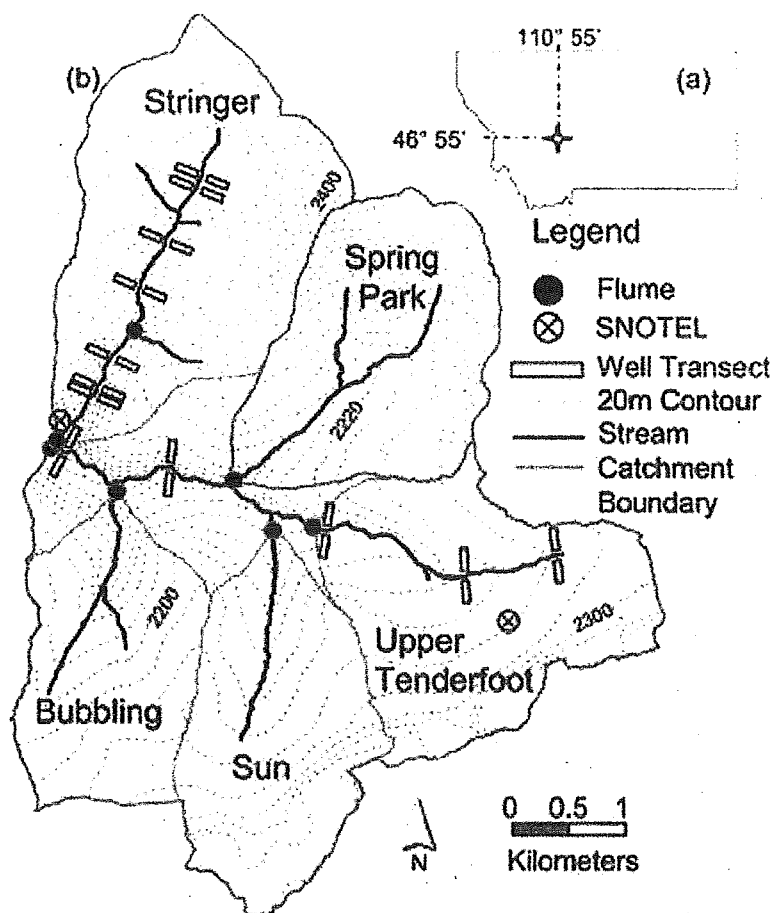 110° 55'
(b)
(a)
Stringer
46° 55'
2400
Legend
Spring
Park
Flume
SNOTEL
Well Transect
20m Contour
2220
Stream
Catchment
Boundary
2200
2300
Upper
Tenderfoot
Bubbling
Sun
0 0.5 1
N
Kilometers